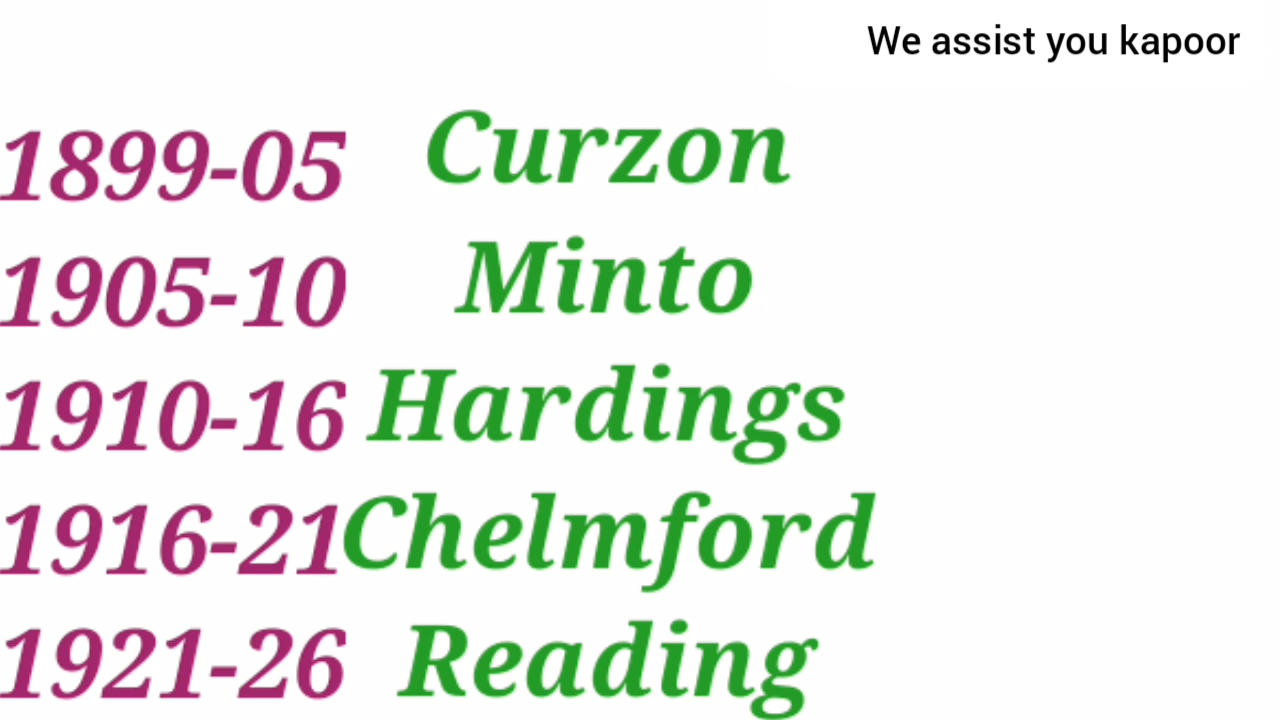 We assist you kapoor
1899-05 Curzon
1905-10 Minto
1910-16 Hardings
1916-21 Chelmford
1921-26 Reading